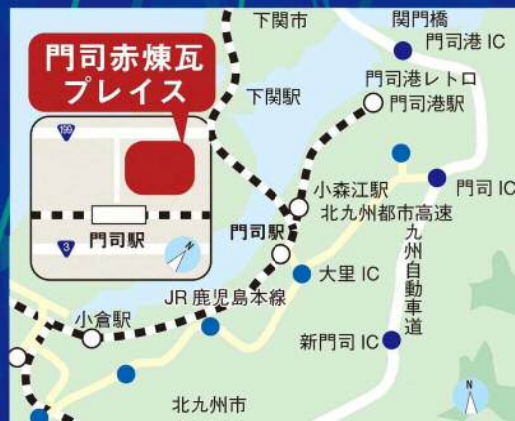 下関市
関門橋
門司港 IC
門司赤煉瓦
プレイス
門司港レトロ
下関駅
門司港駅
199
小森江駅
門司 IC
北九州都市高速
門司駅
門司駅
3
N
大里 IC
九州自動車道
JR 鹿児島本線
小倉駅
新門司 IC
北九州市
N